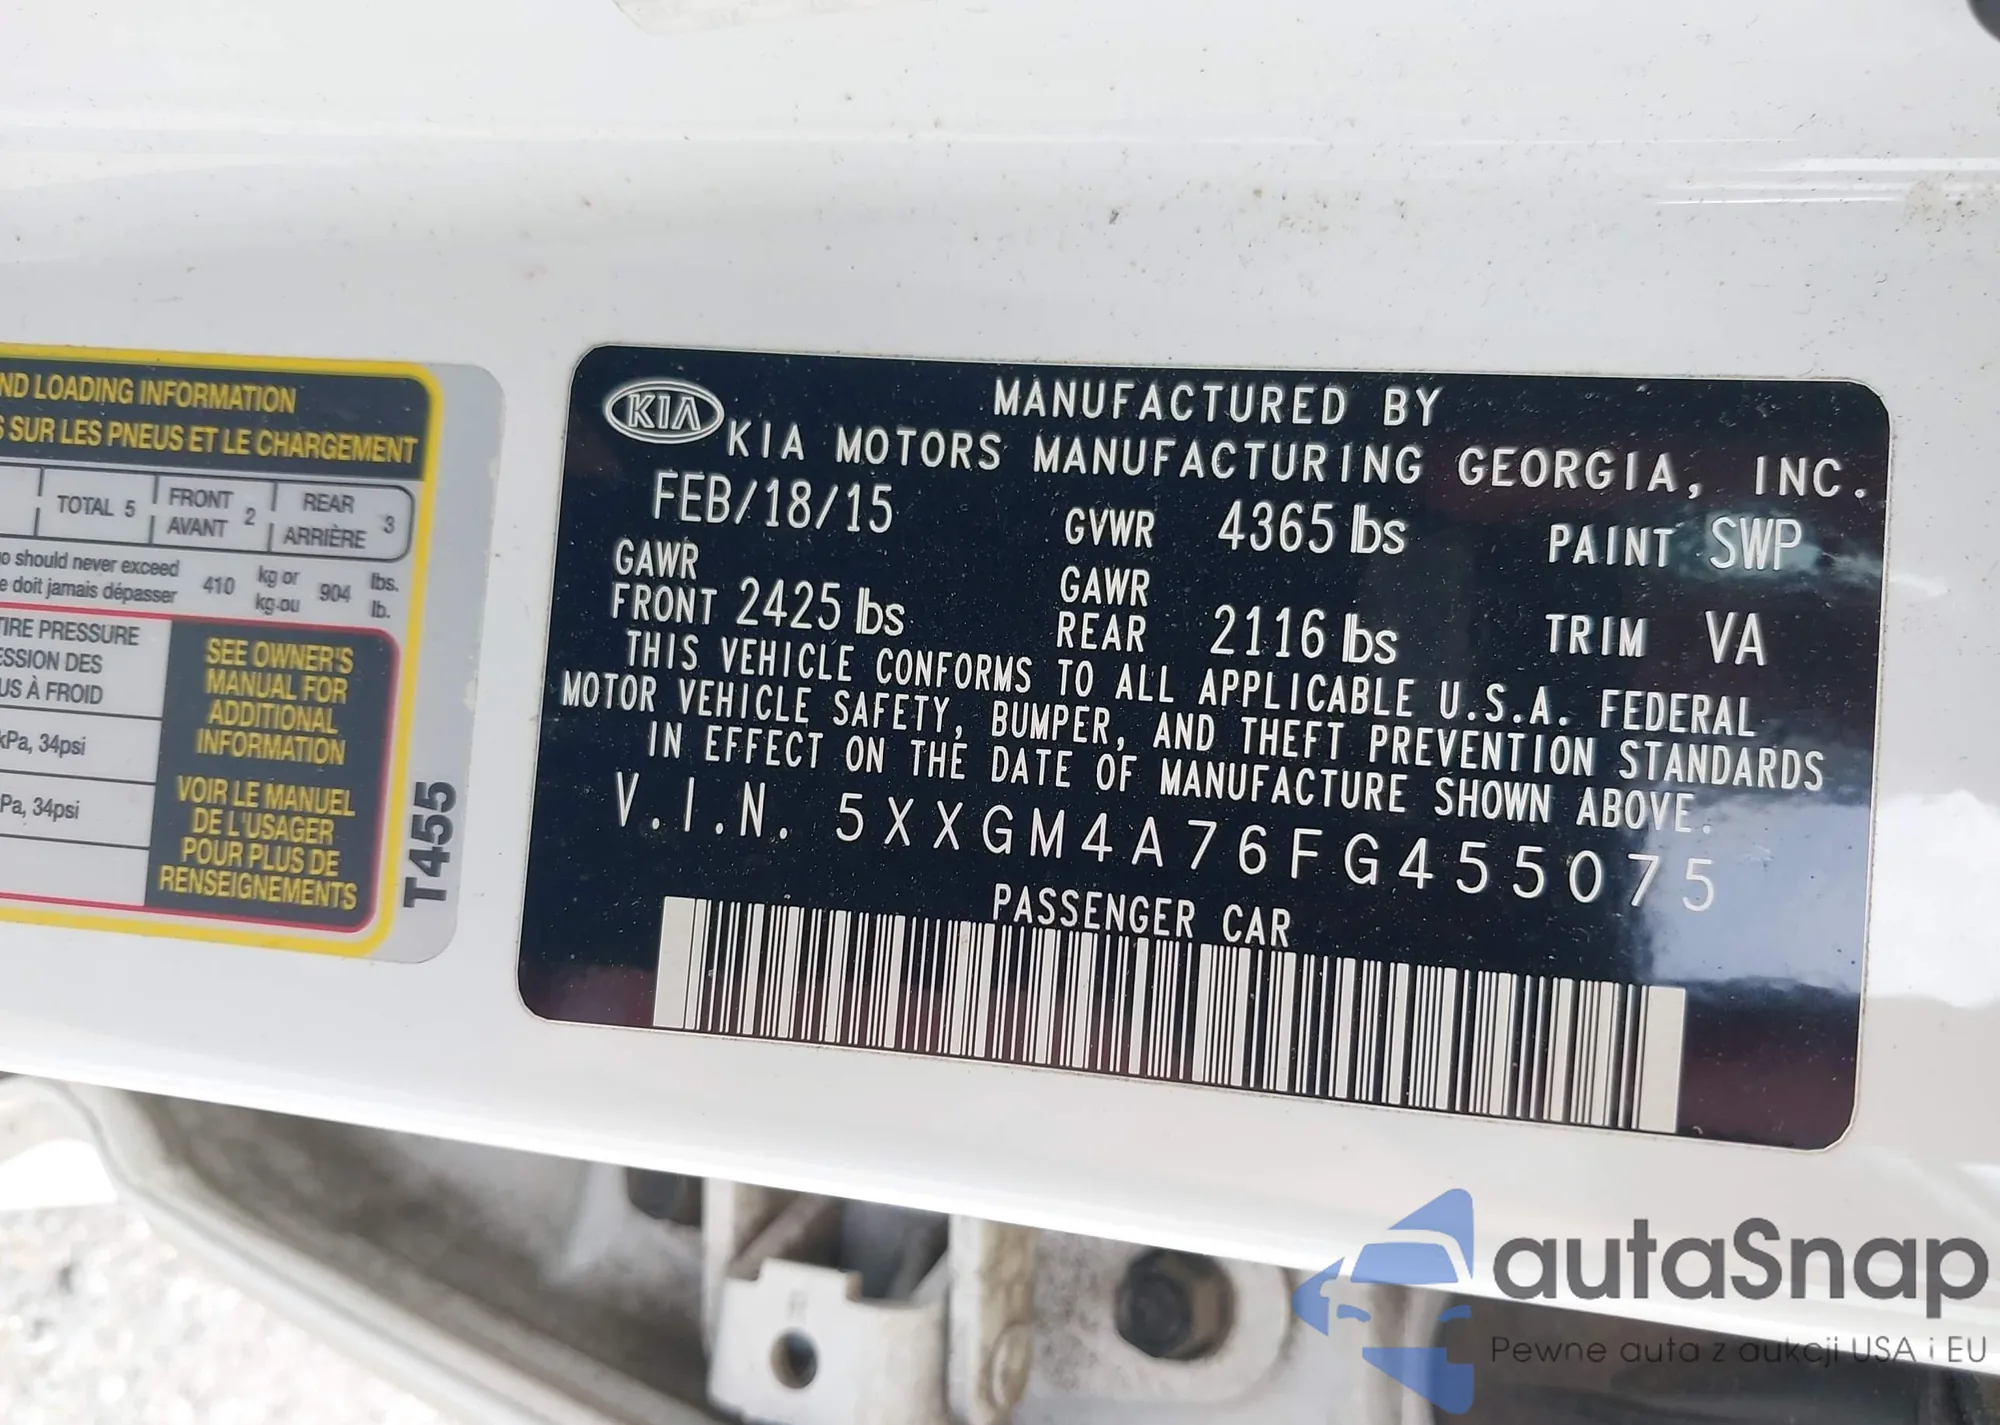 ND LOADING INFORMATION
S SUR LES PNEUS ET LE CHARGEMENT
TOTAL 5 FRONT AVANT 2 REAR ARRIÈRE 3
o should never exceed
e doit jamais dépasser 410 kg or kg ou 904 lbs. lb.
TIRE PRESSURE
ESSION DES
US À FROID
kPa, 34psi
Pa, 34psi
SEE OWNER'S
MANUAL FOR
ADDITIONAL
INFORMATION
VOIR LE MANUEL
DE L'USAGER
POUR PLUS DE
RENSEIGNEMENTS
T455
KIA
MANUFACTURED BY
KIA MOTORS MANUFACTURING GEORGIA, INC.
FEB/18/15 GVWR 4365 lbs PAINT SWP
GAWR FRONT 2425 lbs GAWR REAR 2116 lbs TRIM VA
THIS VEHICLE CONFORMS TO ALL APPLICABLE U.S.A. FEDERAL
MOTOR VEHICLE SAFETY, BUMPER, AND THEFT PREVENTION STANDARDS
IN EFFECT ON THE DATE OF MANUFACTURE SHOWN ABOVE.
V.I.N. 5XXGM4A76FG455075
PASSENGER CAR
autaSnap
Pewne auta z aukcji USA i EU